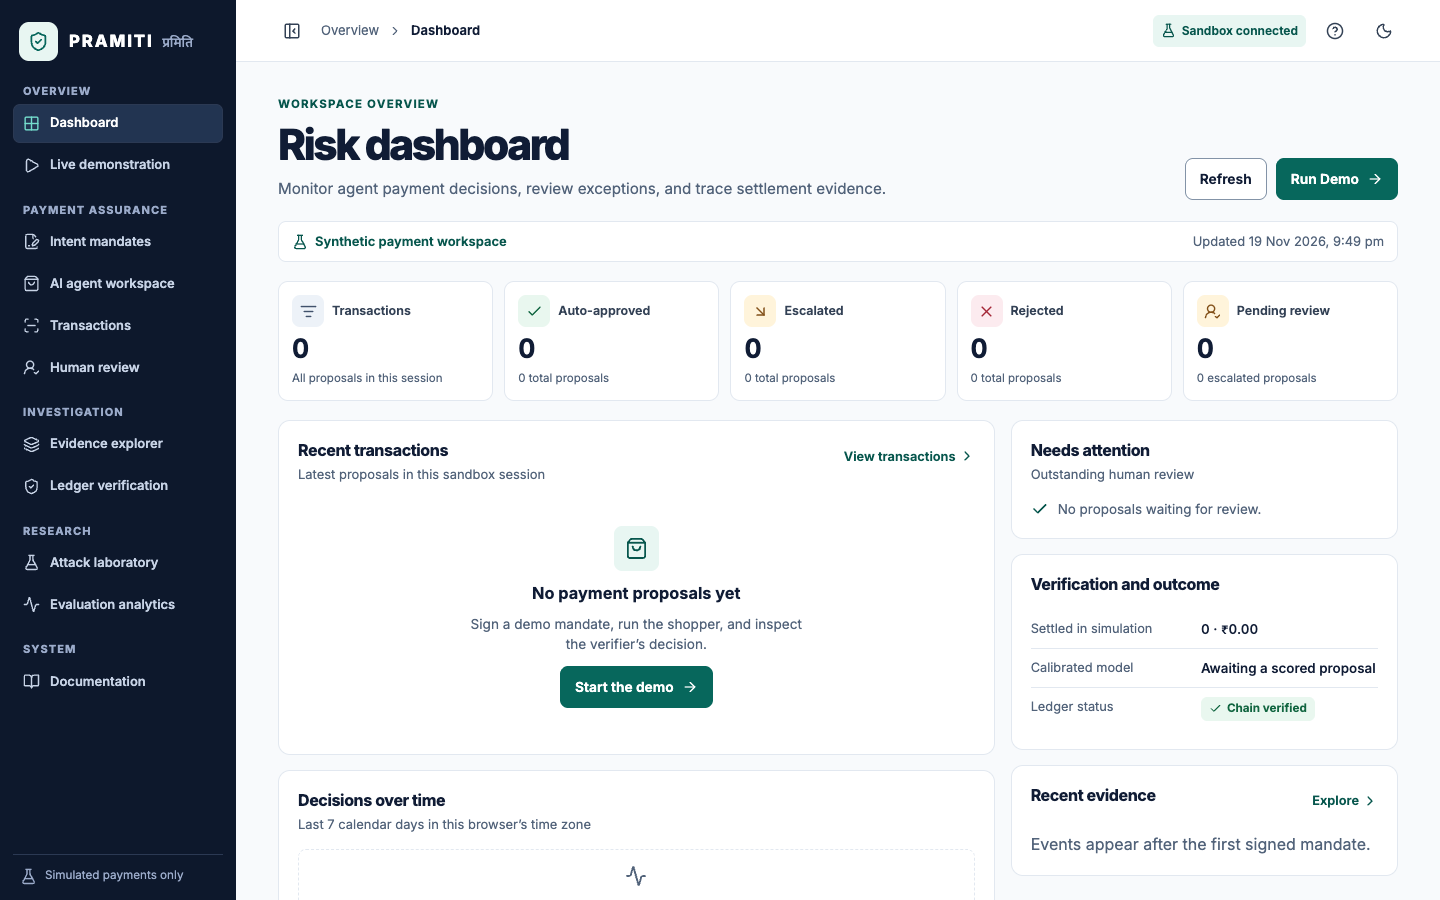 PRAMITI प्रमिति
OVERVIEW
Dashboard
Live demonstration
PAYMENT ASSURANCE
Intent mandates
AI agent workspace
Transactions
Human review
INVESTIGATION
Evidence explorer
Ledger verification
RESEARCH
Attack laboratory
Evaluation analytics
SYSTEM
Documentation
Simulated payments only
Overview > Dashboard
Sandbox connected
WORKSPACE OVERVIEW
Risk dashboard
Monitor agent payment decisions, review exceptions, and trace settlement evidence.
Refresh
Run Demo
Synthetic payment workspace
Updated 19 Nov 2026, 9:49 pm
Transactions
0
All proposals in this session
Auto-approved
0
0 total proposals
Escalated
0
0 total proposals
Rejected
0
0 total proposals
Pending review
0
0 escalated proposals
Recent transactions
Latest proposals in this sandbox session
View transactions
No payment proposals yet
Sign a demo mandate, run the shopper, and inspect
the verifier’s decision.
Start the demo
Decisions over time
Last 7 calendar days in this browser’s time zone
Needs attention
Outstanding human review
No proposals waiting for review.
Verification and outcome
Settled in simulation 0 · ₹0.00
Calibrated model Awaiting a scored proposal
Ledger status Chain verified
Recent evidence
Explore
Events appear after the first signed mandate.